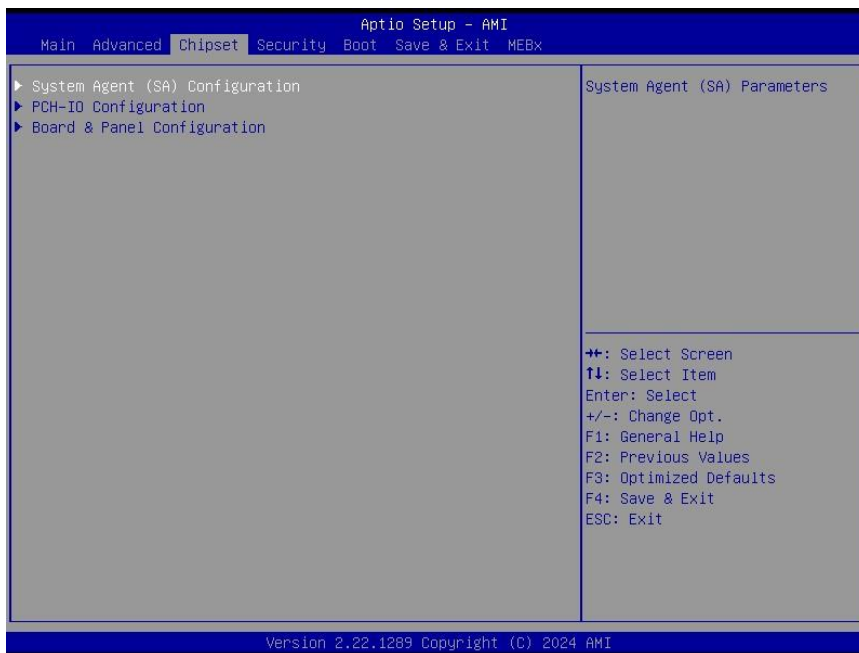 Aptio Setup - AMI
Main Advanced Chipset Security Boot Save & Exit MEBx
▶ System Agent (SA) Configuration
▶ PCH-IO Configuration
▶ Board & Panel Configuration
System Agent (SA) Parameters
→←: Select Screen
↑↓: Select Item
Enter: Select
+/-: Change Opt.
F1: General Help
F2: Previous Values
F3: Optimized Defaults
F4: Save & Exit
ESC: Exit
Version 2.22.1289 Copyright (C) 2024 AMI